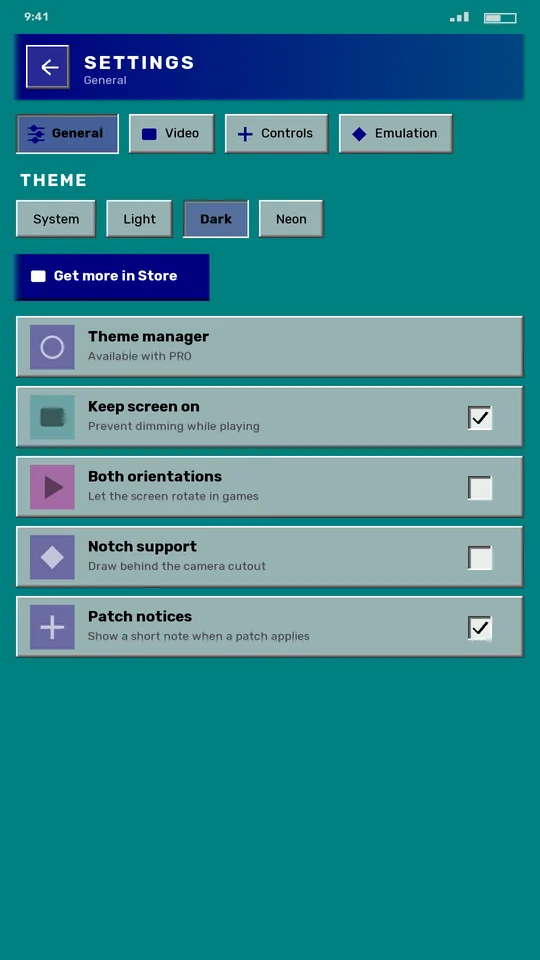 9:41
SETTINGS
General
General
Video
Controls
Emulation
THEME
System
Light
Dark
Neon
Get more in Store
Theme manager
Available with PRO
Keep screen on
Prevent dimming while playing
Both orientations
Let the screen rotate in games
Notch support
Draw behind the camera cutout
Patch notices
Show a short note when a patch applies